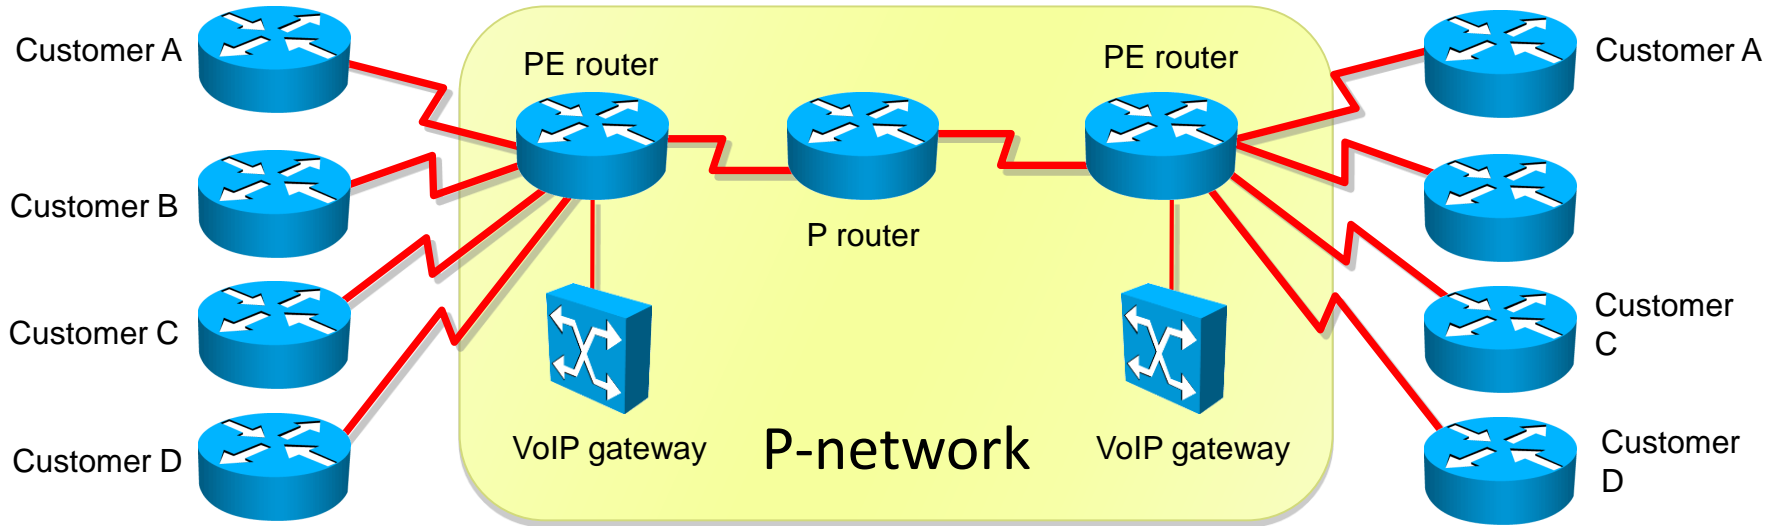 Customer A
PE router
PE router
Customer A
Customer B
P router
Customer C
Customer
C
VoIP gateway
P-network
VoIP gateway
Customer D
Customer
D